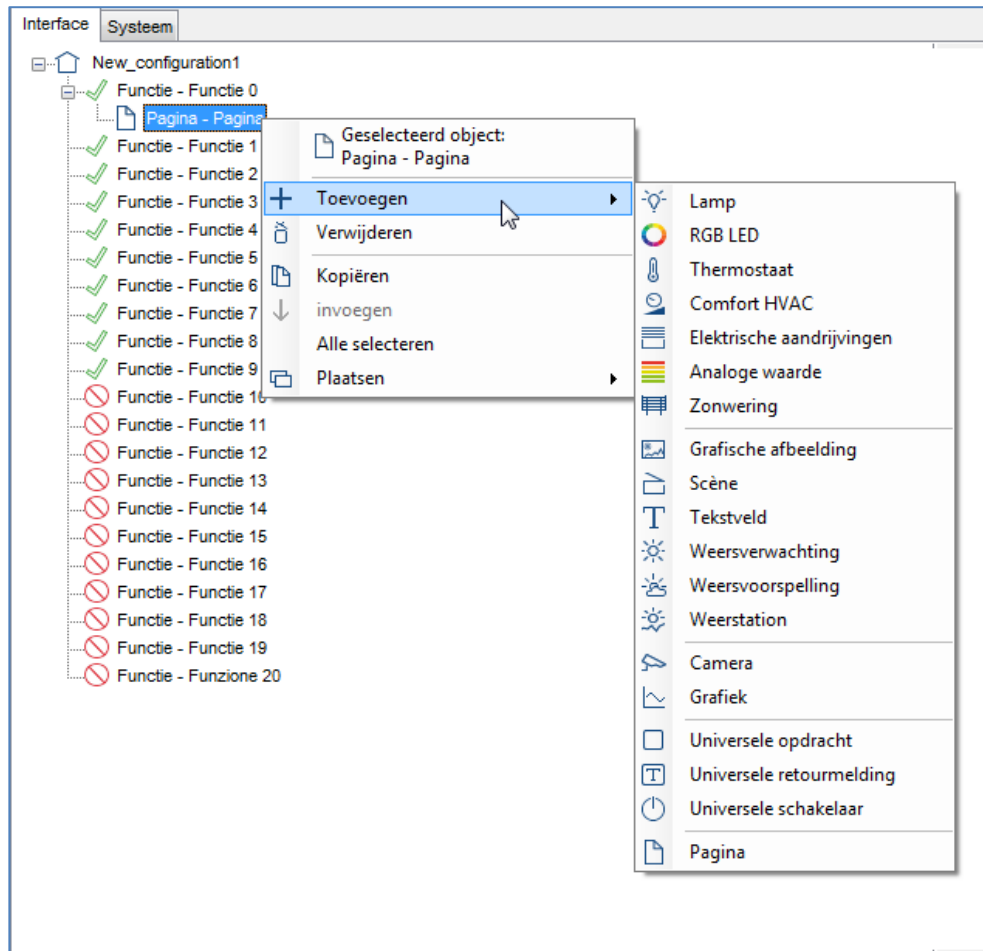 Interface Systeem
New_configuration1
Functie - Functie 0
Pagina - Pagina
Functie - Functie 1
Functie - Functie 2
Functie - Functie 3
Functie - Functie 4
Functie - Functie 5
Functie - Functie 6
Functie - Functie 7
Functie - Functie 8
Functie - Functie 9
Functie - Functie 10
Functie - Functie 11
Functie - Functie 12
Functie - Functie 13
Functie - Functie 14
Functie - Functie 15
Functie - Functie 16
Functie - Functie 17
Functie - Functie 18
Functie - Functie 19
Functie - Funzione 20
Geselecteerd object:
Pagina - Pagina
Toevoegen
Verwijderen
Kopiëren
invoegen
Alle selecteren
Plaatsen
Lamp
RGB LED
Thermostaat
Comfort HVAC
Elektrische aandrijvingen
Analoge waarde
Zonwering
Grafische afbeelding
Scène
Tekstveld
Weersverwachting
Weersvoorspelling
Weerstation
Camera
Grafiek
Universele opdracht
Universele retourmelding
Universele schakelaar
Pagina